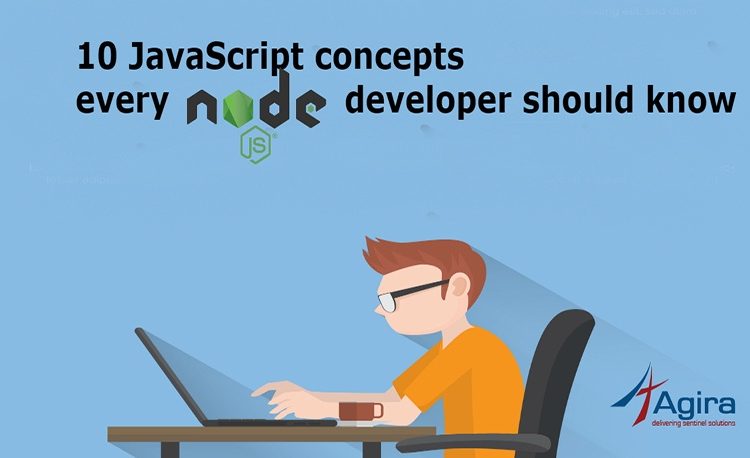 10 JavaScript concepts
every node developer should know
JS
Agira
delivering sentinel solutions